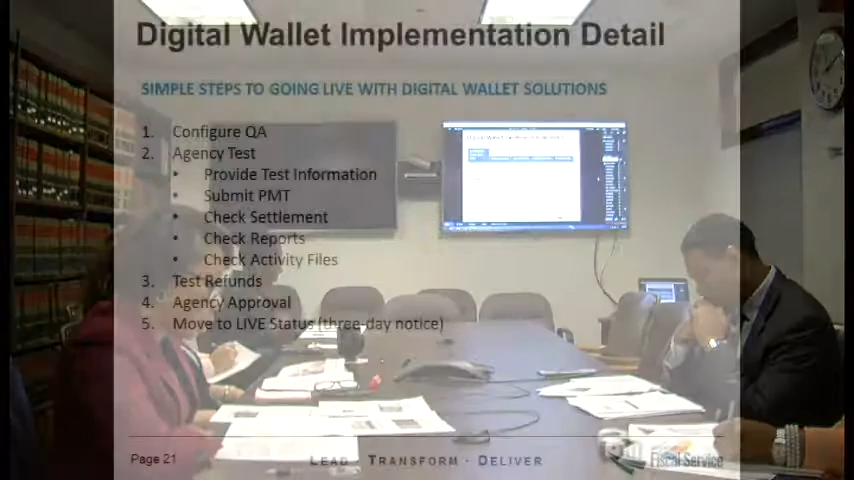 Digital Wallet Implementation Detail
SIMPLE STEPS TO GOING LIVE WITH DIGITAL WALLET SOLUTIONS
1. Configure QA
2. Agency Test
• Provide Test Information
• Submit PMT
• Check Settlement
• Check Reports
• Check Activity Files
3. Test Refunds
4. Agency Approval
5. Move to LIVE Status (three-day notice)
Page 21
LEAD · TRANSFORM · DELIVER
Fiscal Service